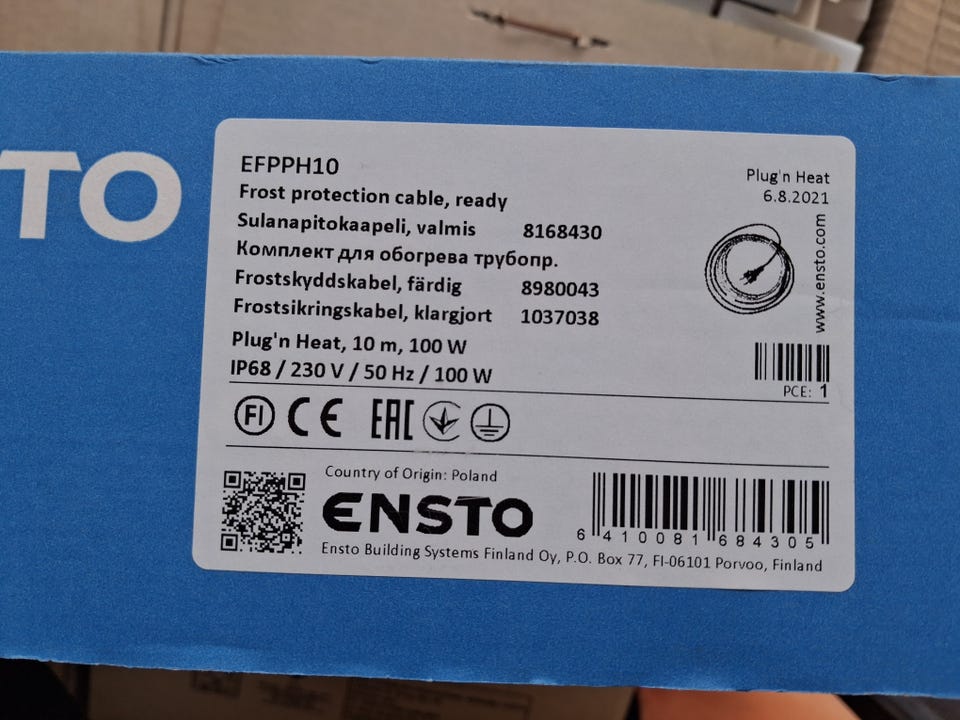 TO
EFPPH10
Frost protection cable, ready
Sulanapitokaapeli, valmis 8168430
Комплект для обогрева трубопр.
Frostskyddskabel, färdig 8980043
Frostsikringskabel, klargjort 1037038
Plug'n Heat, 10 m, 100 W
IP68 / 230 V / 50 Hz / 100 W
Plug'n Heat
6.8.2021
www.ensto.com
PCE: 1
FI CE EAC
Country of Origin: Poland
ENSTO
6 410081 684305
Ensto Building Systems Finland Oy, P.O. Box 77, FI-06101 Porvoo, Finland